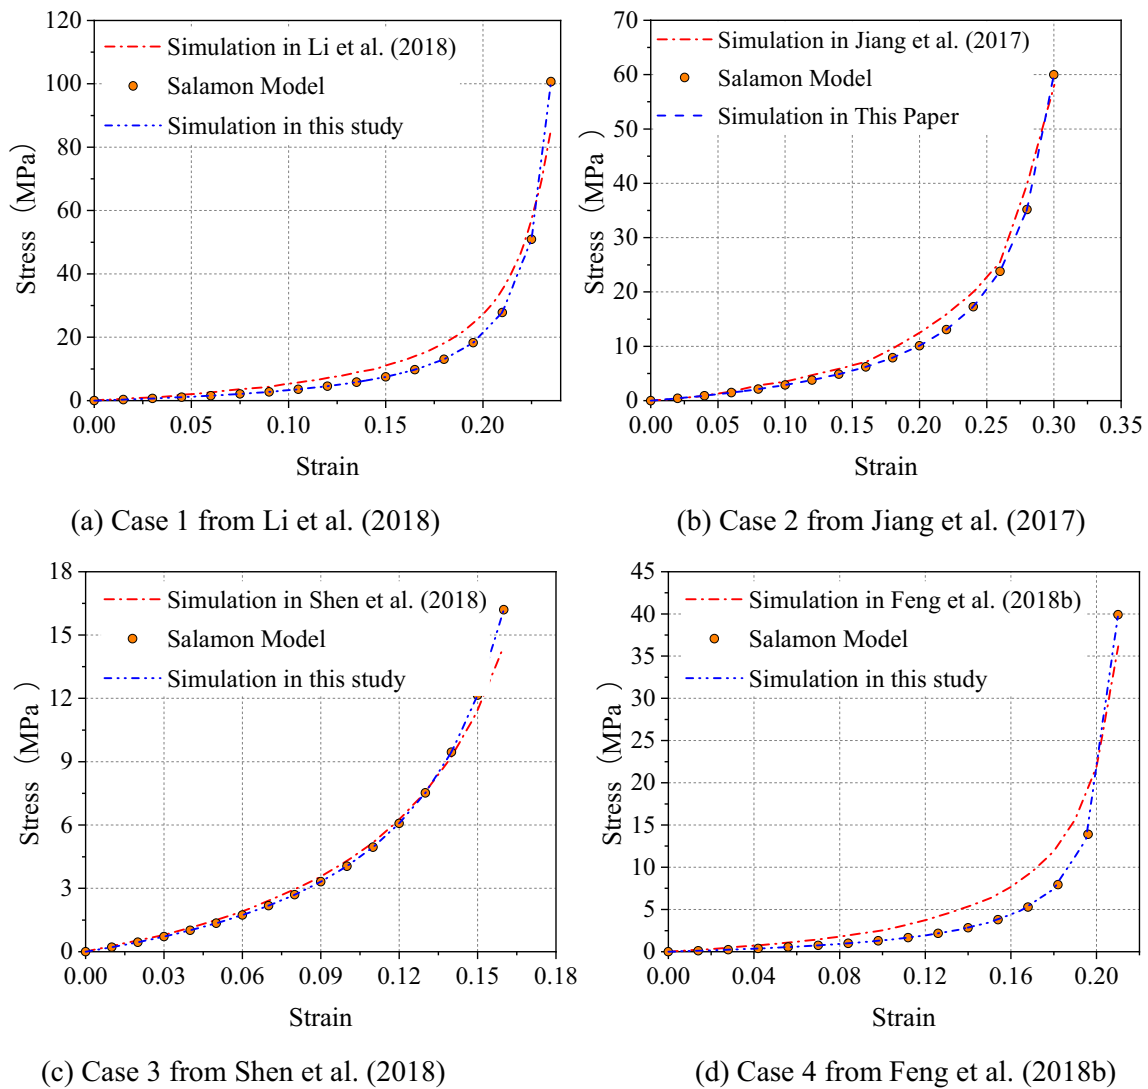 120
100
80
60
40
20
0
Stress (MPa)
Simulation in Li et al. (2018)
Salamon Model
Simulation in this study
0.00 0.05 0.10 0.15 0.20
Strain
(a) Case 1 from Li et al. (2018)
70
60
50
40
30
20
10
0
Stress (MPa)
Simulation in Jiang et al. (2017)
Salamon Model
Simulation in This Paper
0.00 0.05 0.10 0.15 0.20 0.25 0.30 0.35
Strain
(b) Case 2 from Jiang et al. (2017)
18
15
12
9
6
3
0
Stress (MPa)
Simulation in Shen et al. (2018)
Salamon Model
Simulation in this study
0.00 0.03 0.06 0.09 0.12 0.15 0.18
Strain
(c) Case 3 from Shen et al. (2018)
45
40
35
30
25
20
15
10
5
0
Stress (MPa)
Simulation in Feng et al. (2018b)
Salamon Model
Simulation in this study
0.00 0.04 0.08 0.12 0.16 0.20
Strain
(d) Case 4 from Feng et al. (2018b)